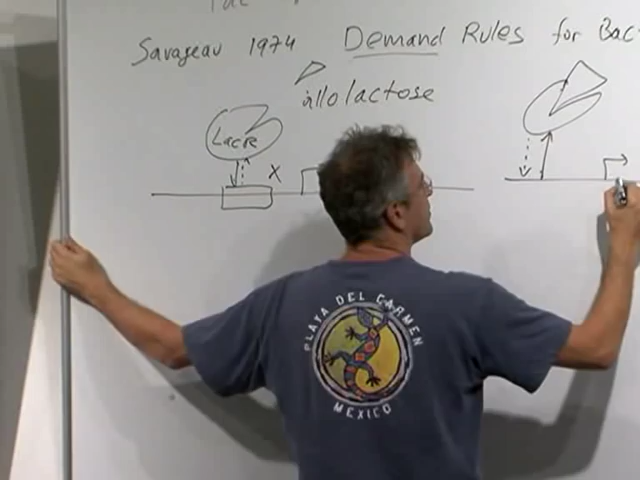 Savageau 1974 Demand Rules for Bac
allolactose
LacR
X
PLAYA DEL CARMEN
MEXICO